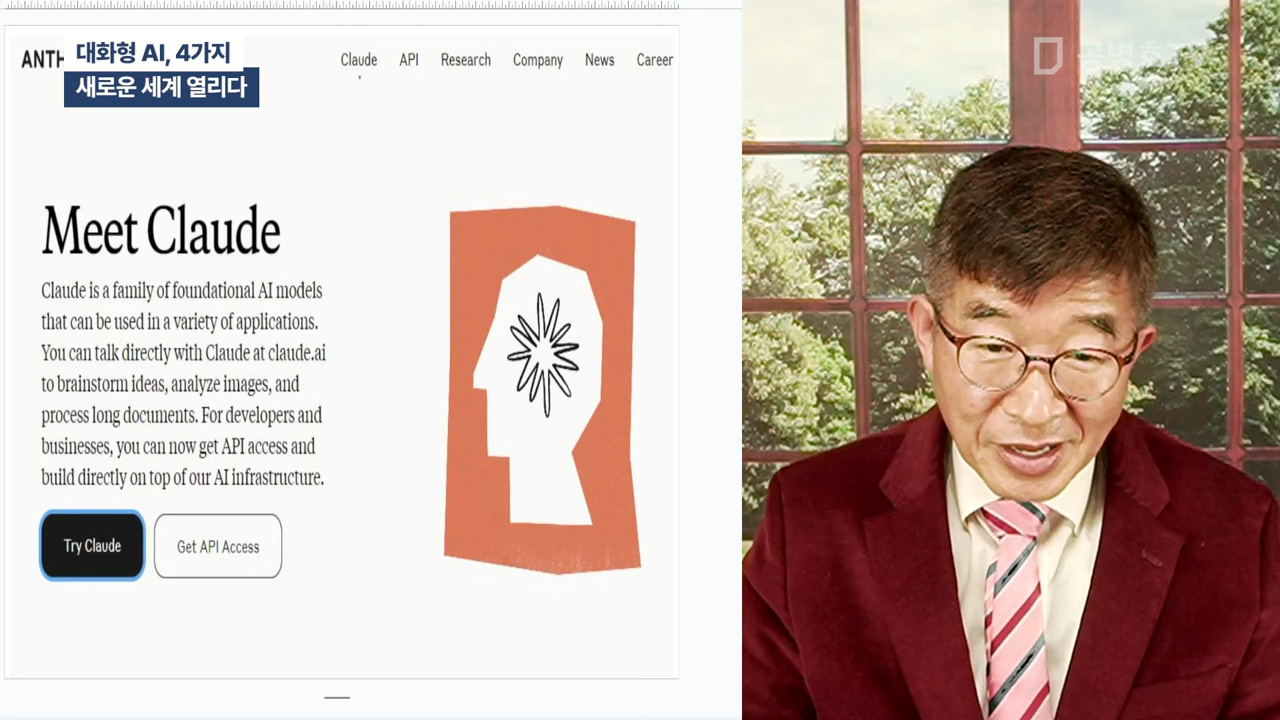 ANTH
대화형 AI, 4가지
새로운 세계 열리다
Claude API Research Company News Career
Meet Claude
Claude is a family of foundational AI models
that can be used in a variety of applications.
You can talk directly with Claude at claude.ai
to brainstorm ideas, analyze images, and
process long documents. For developers and
businesses, you can now get API access and
build directly on top of our AI infrastructure.
Try Claude
Get API Access